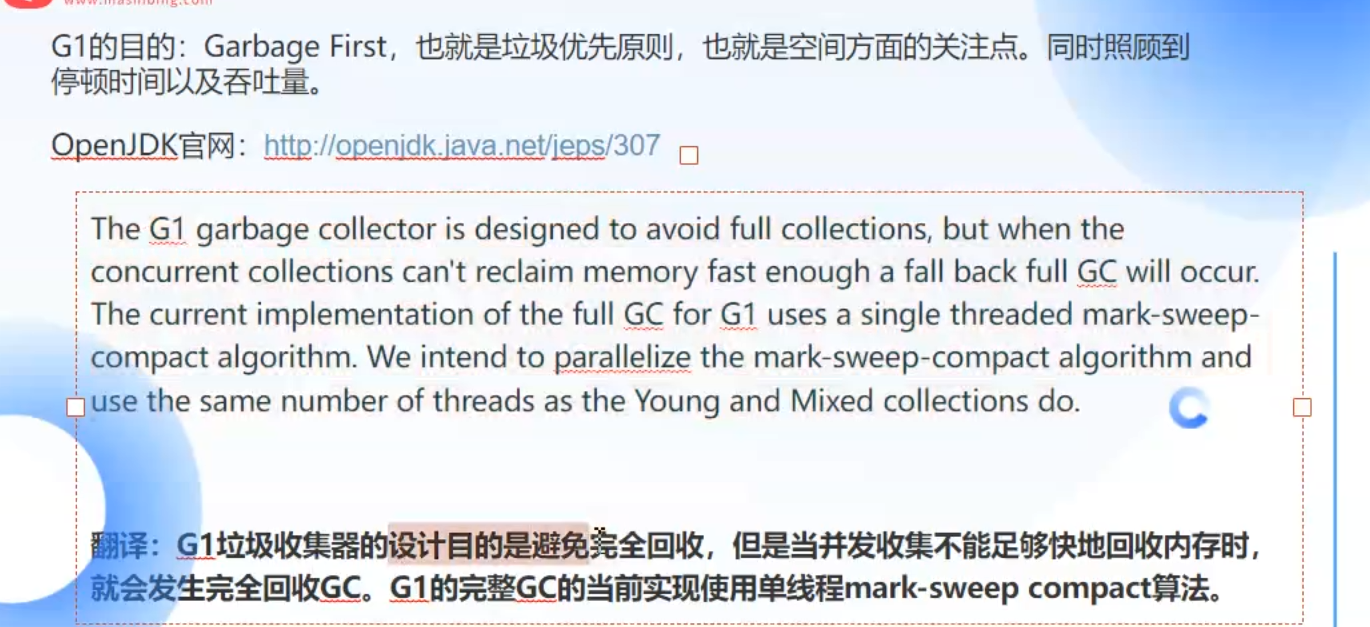 www.mashibing.com
G1的目的：Garbage First，也就是垃圾优先原则，也就是空间方面的关注点。同时照顾到
停顿时间以及吞吐量。
OpenJDK官网：http://openjdk.java.net/jeps/307
The G1 garbage collector is designed to avoid full collections, but when the
concurrent collections can't reclaim memory fast enough a fall back full GC will occur.
The current implementation of the full GC for G1 uses a single threaded mark-sweep-
compact algorithm. We intend to parallelize the mark-sweep-compact algorithm and
use the same number of threads as the Young and Mixed collections do.
翻译：G1垃圾收集器的设计目的是避免完全回收，但是当并发收集不能足够快地回收内存时，
就会发生完全回收GC。G1的完整GC的当前实现使用单线程mark-sweep compact算法。